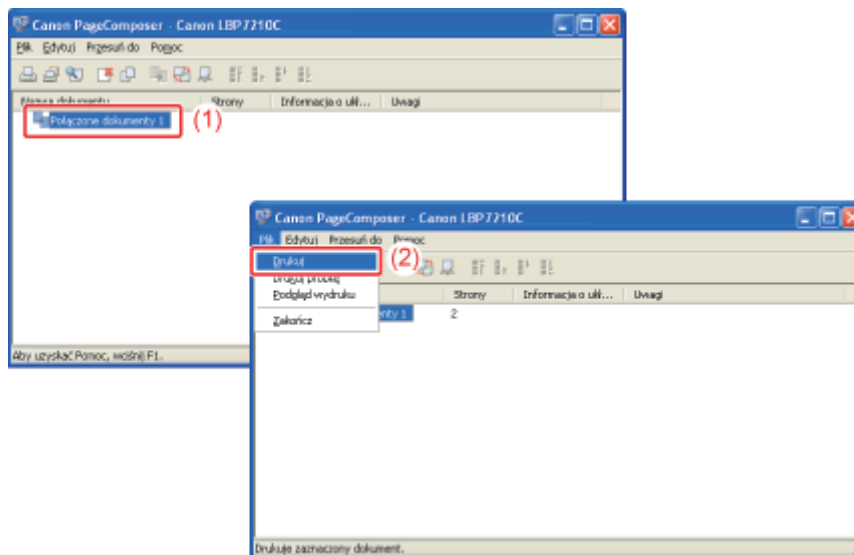 Canon PageComposer - Canon LBP7210C
Plik Edytuj Przesuń do Pomoc
Nazwa dokumentu Strony Informacja o ukł... Uwagi
Połączone dokumenty 1
(1)
Aby uzyskać Pomoc, wciśnij F1.
Canon PageComposer - Canon LBP7210C
Plik Edytuj Przesuń do Pomoc
Drukuj
(2)
Drukuj próbkę
Podgląd wydruku
Zakończ
Strony Informacja o ukł... Uwagi
enty 1 2
Drukuje zaznaczony dokument.